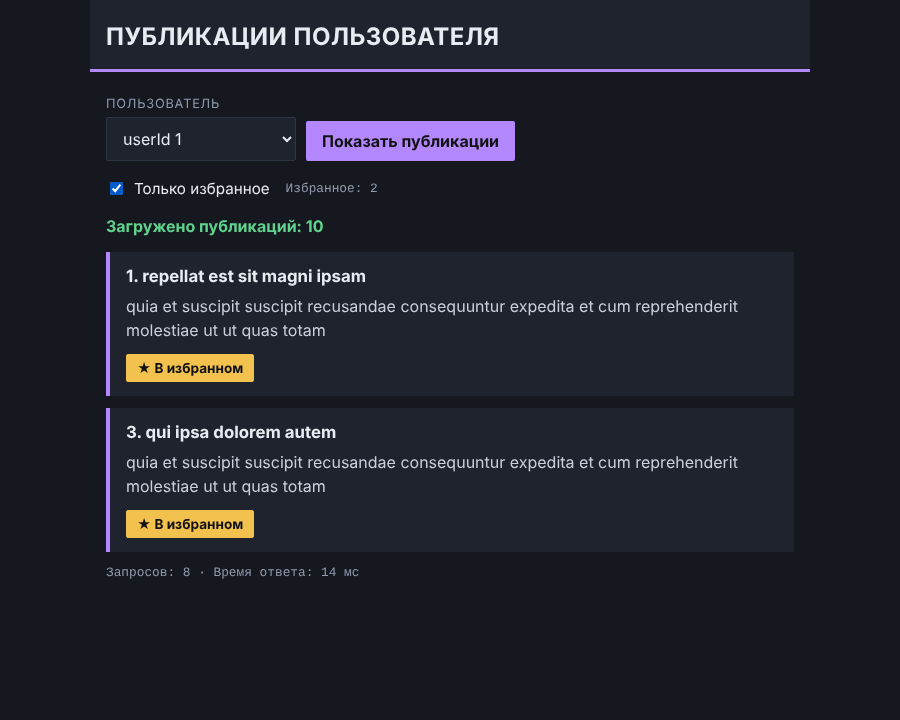 ПУБЛИКАЦИИ ПОЛЬЗОВАТЕЛЯ
ПОЛЬЗОВАТЕЛЬ
userId 1
Показать публикации
Только избранное
Избранное: 2
Загружено публикаций: 10
1. repellat est sit magni ipsam
quia et suscipit suscipit recusandae consequuntur expedita et cum reprehenderit
molestiae ut ut quas totam
★ В избранном
3. qui ipsa dolorem autem
quia et suscipit suscipit recusandae consequuntur expedita et cum reprehenderit
molestiae ut ut quas totam
★ В избранном
Запросов: 8 · Время ответа: 14 мс